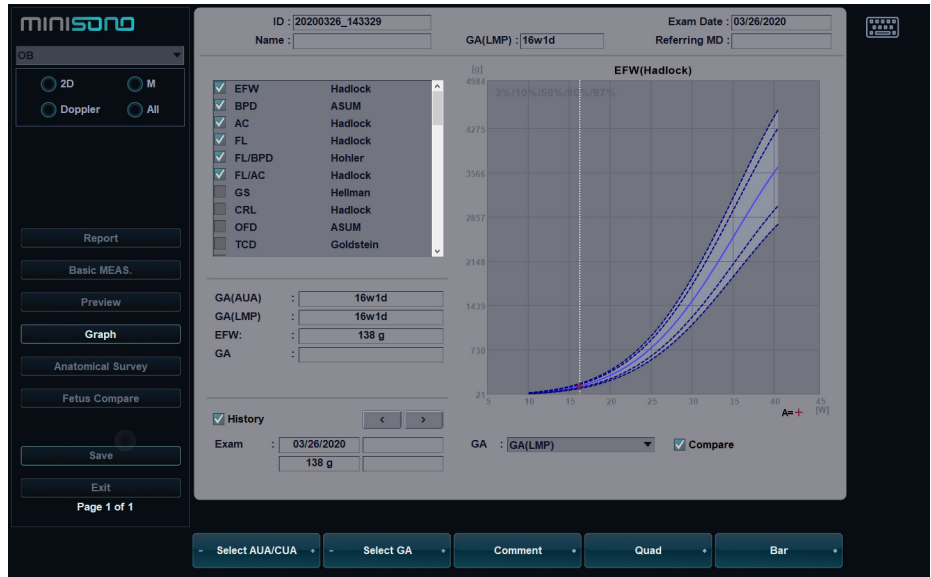 minisono
ID : 20200326_143329
Exam Date : 03/26/2020
Name :
GA(LMP) : 16w1d
Referring MD :
OB
2D
M
Doppler
All
Report
Basic MEAS.
Preview
Graph
Anatomical Survey
Fetus Compare
Save
Exit
Page 1 of 1
EFW Hadlock
BPD ASUM
AC Hadlock
FL Hadlock
FL/BPD Hohler
FL/AC Hadlock
GS Hellman
CRL Hadlock
OFD ASUM
TCD Goldstein
GA(AUA) : 16w1d
GA(LMP) : 16w1d
EFW: : 138 g
GA :
History < >
Exam : 03/26/2020
138 g
EFW(Hadlock)
[g]
4984
3%/10%/50%/90%/97%
4275
3566
2857
2148
1439
730
21
5 10 15 20 25 30 35 40 45
A=+ [W]
GA : GA(LMP)
Compare
- Select AUA/CUA +
- Select GA +
Comment
Quad
Bar